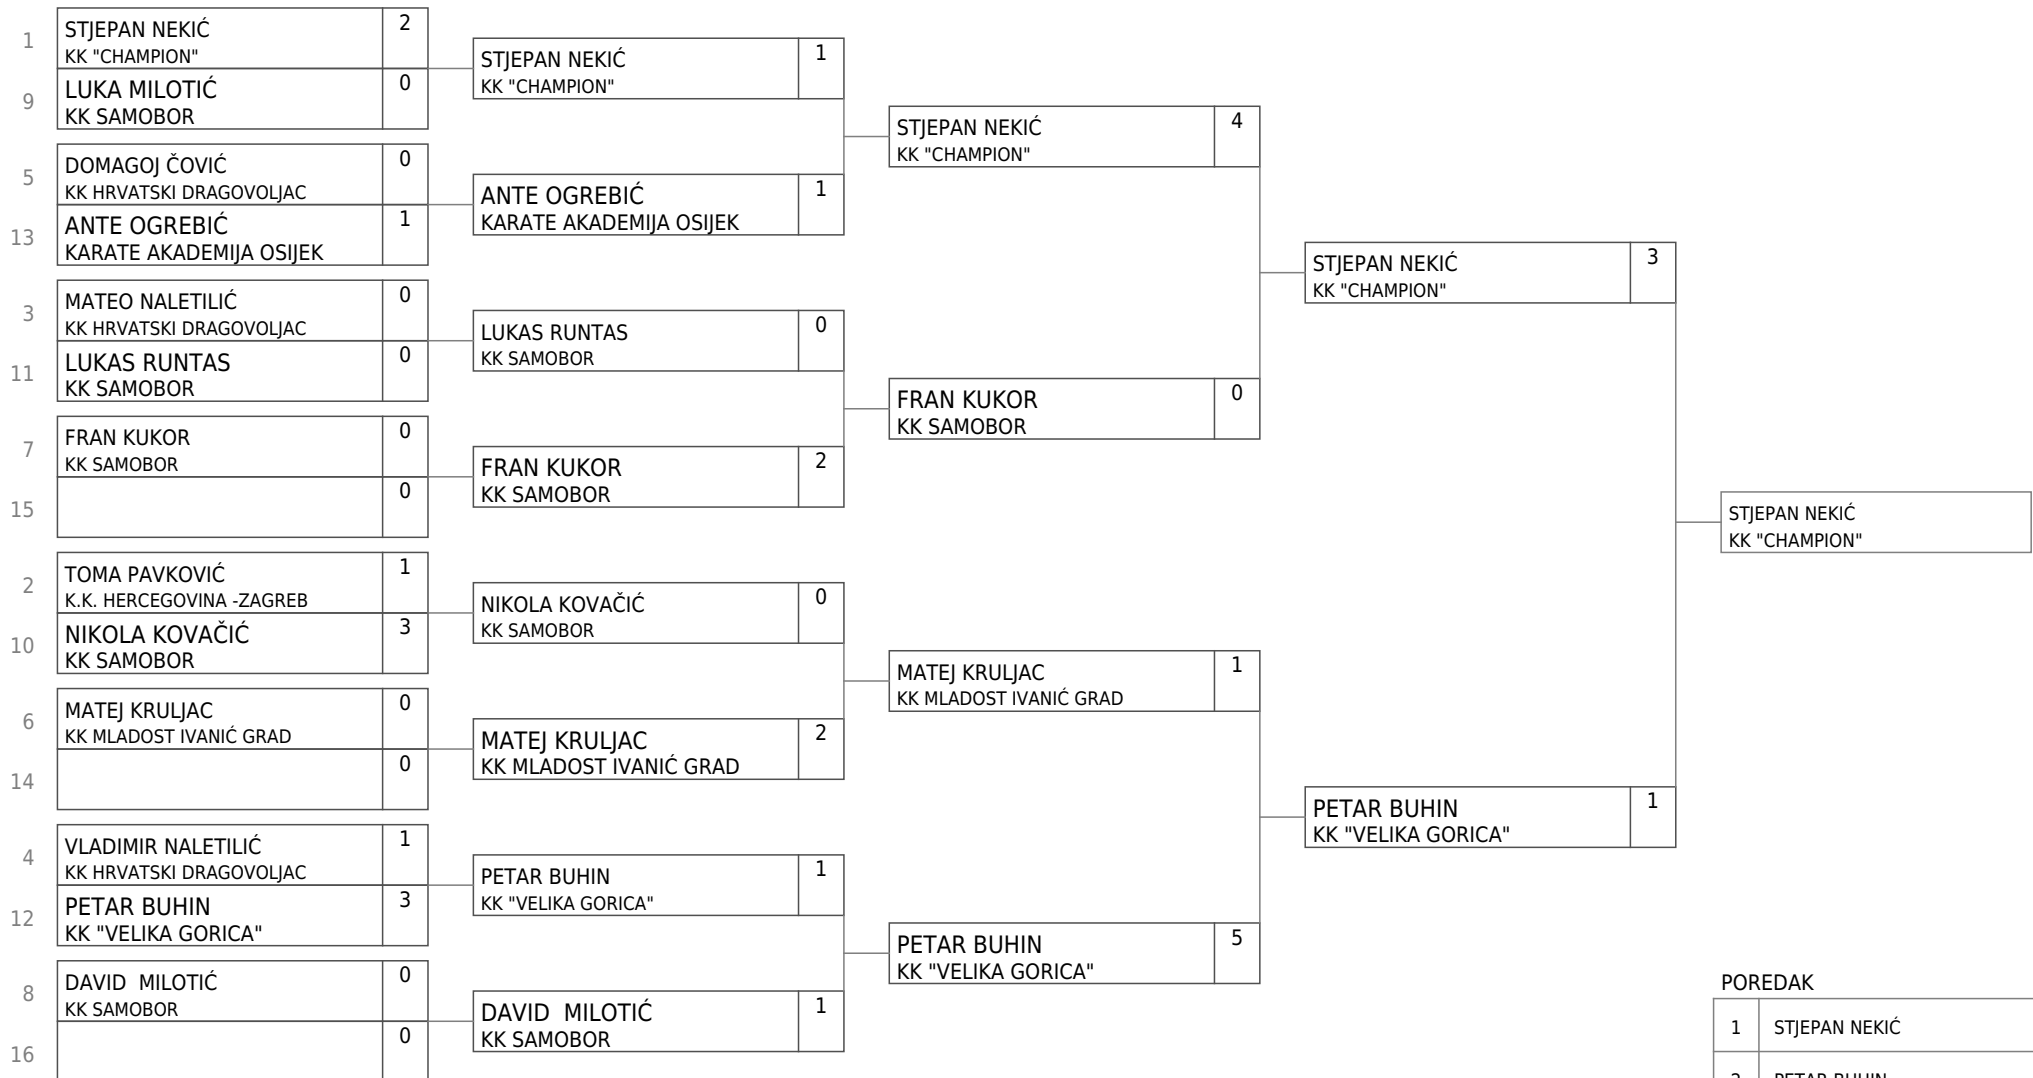 1
STJEPAN NEKIĆ
KK "CHAMPION"
2
9
LUKA MILOTIĆ
KK SAMOBOR
0
5
DOMAGOJ ČOVIĆ
KK HRVATSKI DRAGOVOLJAC
0
13
ANTE OGREBIĆ
KARATE AKADEMIJA OSIJEK
1
3
MATEO NALETILIĆ
KK HRVATSKI DRAGOVOLJAC
0
11
LUKAS RUNTAS
KK SAMOBOR
0
7
FRAN KUKOR
KK SAMOBOR
0
15
0
2
TOMA PAVKOVIĆ
K.K. HERCEGOVINA -ZAGREB
1
10
NIKOLA KOVAČIĆ
KK SAMOBOR
3
6
MATEJ KRULJAC
KK MLADOST IVANIĆ GRAD
0
14
0
4
VLADIMIR NALETILIĆ
KK HRVATSKI DRAGOVOLJAC
1
12
PETAR BUHIN
KK "VELIKA GORICA"
3
8
DAVID  MILOTIĆ
KK SAMOBOR
0
16
0
STJEPAN NEKIĆ
KK "CHAMPION"
1
ANTE OGREBIĆ
KARATE AKADEMIJA OSIJEK
1
LUKAS RUNTAS
KK SAMOBOR
0
FRAN KUKOR
KK SAMOBOR
2
NIKOLA KOVAČIĆ
KK SAMOBOR
0
MATEJ KRULJAC
KK MLADOST IVANIĆ GRAD
2
PETAR BUHIN
KK "VELIKA GORICA"
1
DAVID  MILOTIĆ
KK SAMOBOR
1
STJEPAN NEKIĆ
KK "CHAMPION"
4
FRAN KUKOR
KK SAMOBOR
0
MATEJ KRULJAC
KK MLADOST IVANIĆ GRAD
1
PETAR BUHIN
KK "VELIKA GORICA"
5
STJEPAN NEKIĆ
KK "CHAMPION"
3
PETAR BUHIN
KK "VELIKA GORICA"
1
STJEPAN NEKIĆ
KK "CHAMPION"
POREDAK
1 STJEPAN NEKIĆ
2 PETAR BUHIN